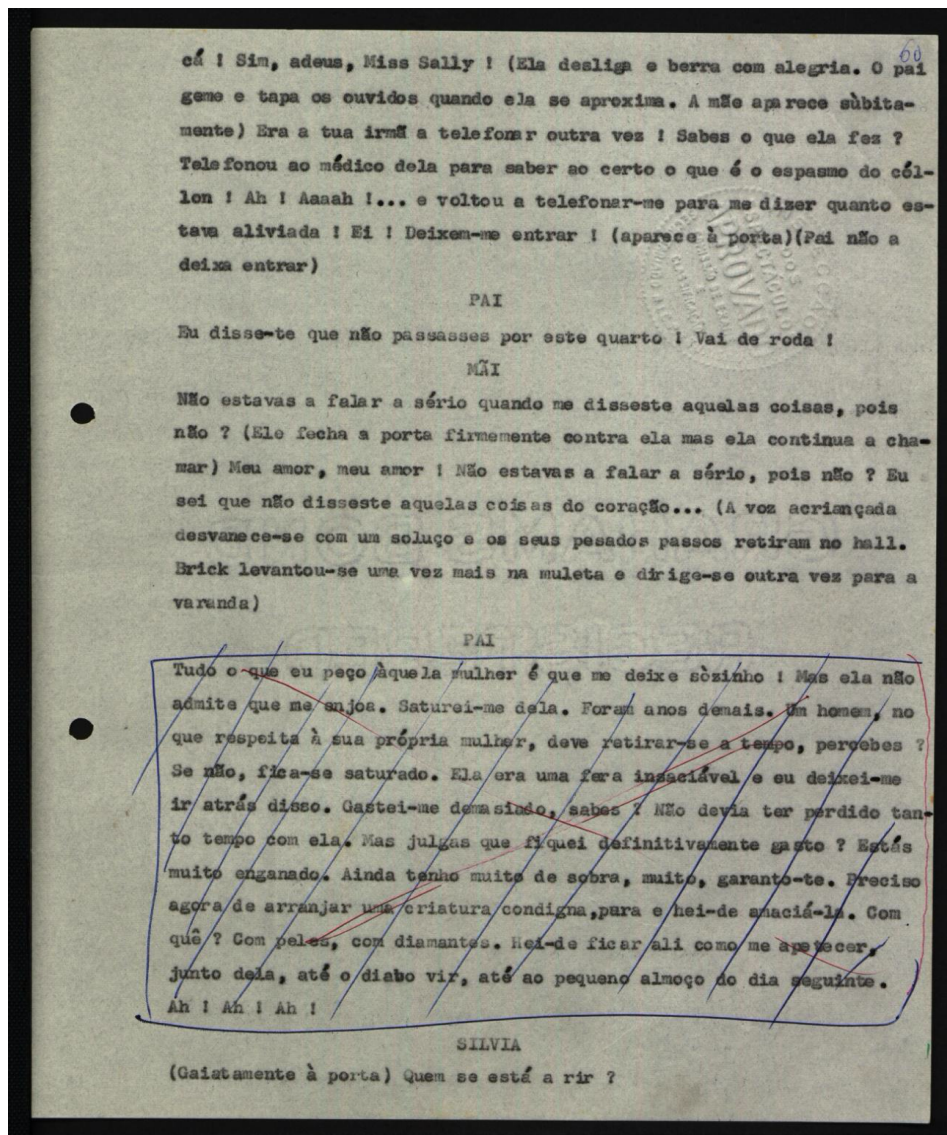 60
cá ! Sim, adeus, Miss Sally ! (Ela desliga e berra com alegria. O pai
geme e tapa os ouvidos quando ela se aproxima. A mãe aparece sùbita-
mente) Era a tua irmã a telefonar outra vez ! Sabes o que ela fez ?
Telefonou ao médico dela para saber ao certo o que é o espasmo do cól-
lon ! Ah ! Aaaah !... e voltou a telefonar-me para me dizer quanto es-
tava aliviada ! Ei ! Deixem-me entrar ! (aparece à porta)(Pai não a
deixa entrar)
PAI
Eu disse-te que não passasses por este quarto ! Vai de roda !
MÃI
Não estavas a falar a sério quando me disseste aquelas coisas, pois
não ? (Ele fecha a porta firmemente contra ela mas ela continua a cha-
mar) Meu amor, meu amor ! Não estavas a falar a sério, pois não ? Eu
sei que não disseste aquelas coisas do coração... (A voz acriançada
desvanece-se com um soluço e os seus pesados passos retiram no hall.
Brick levantou-se uma vez mais na muleta e dirige-se outra vez para a
varanda)
PAI
Tudo o que eu peço àquela mulher é que me deixe sòzinho ! Mas ela não
admite que me enjoa. Saturei-me dela. Foram anos demais. Um homem, no
que respeita à sua própria mulher, deve retirar-se a tempo, percebes ?
Se não, fica-se saturado. Ela era uma fera insaciável e eu deixei-me
ir atrás disso. Gastei-me demasiado, sabes ? Não devia ter perdido tan-
to tempo com ela. Mas julgas que fiquei definitivamente gasto ? Estás
muito enganado. Ainda tenho muito de sobra, muito, garanto-te. Preciso
agora de arranjar uma criatura condigna,para e hei-de amaciá-la. Com
quê ? Com peles, com diamantes. Hei-de ficar ali como me apetecer,
junto dela, até o diabo vir, até ao pequeno almoço do dia seguinte.
Ah ! Ah ! Ah !
SILVIA
(Gaiatamente à porta) Quem se está a rir ?